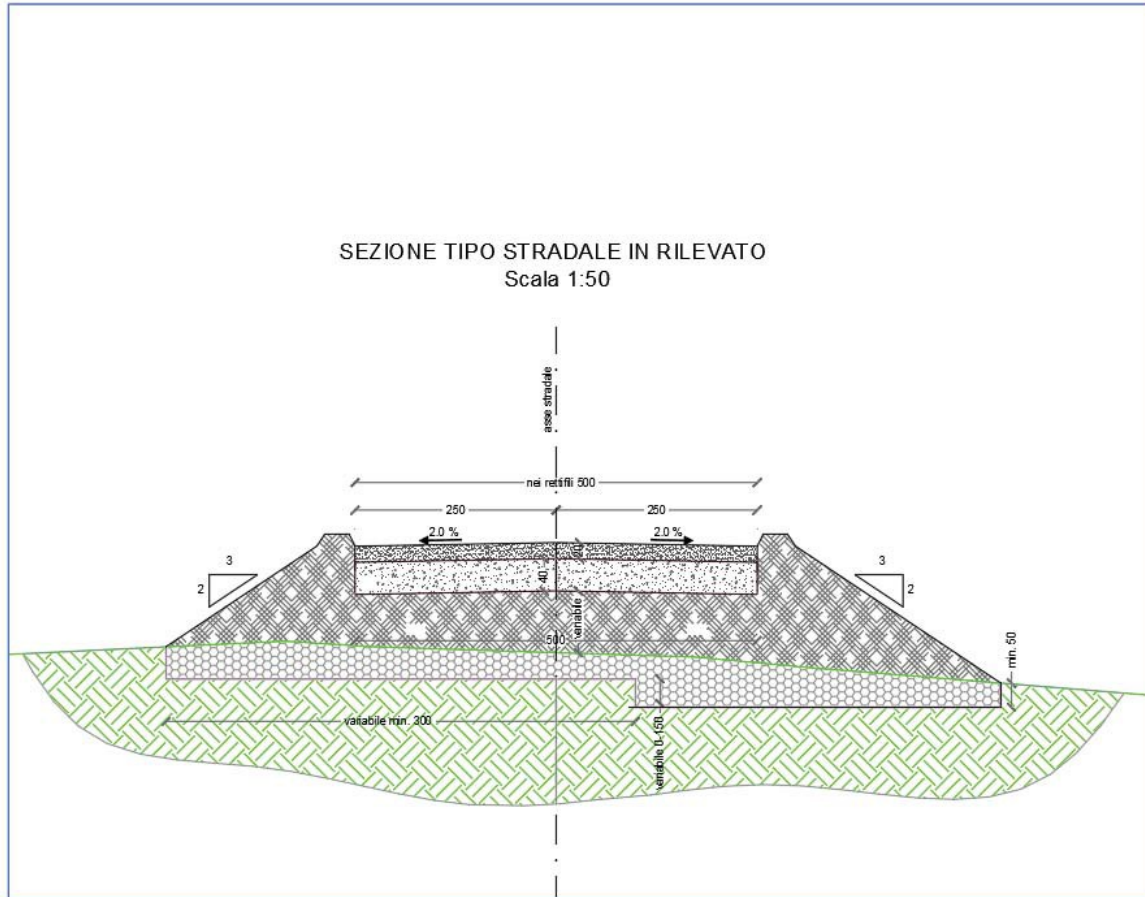 SEZIONE TIPO STRADALE IN RILEVATO
Scala 1:50
asse stradale
nei rettifili 500
250
250
2.0 %
2.0 %
20
3
2
40
3
2
variabile
500
min. 50
variabile min. 300
variabile 0-150